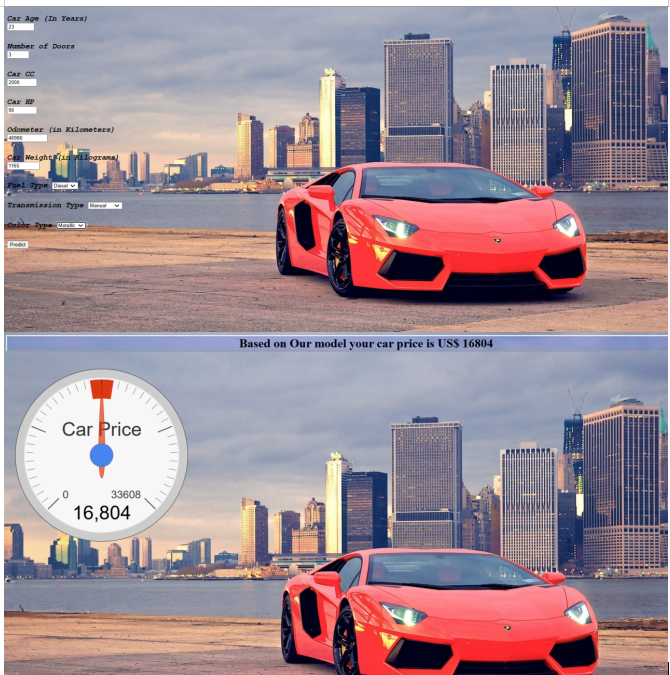 Car Age (In Years)
23
Number of Doors
3
Car CC
2000
Car HP
90
Odometer (in Kilometers)
46986
Car Weight (in Kilograms)
1165
Fuel Type Diesel
Transmission Type Manual
Color Type Metallic
Predict
Based on Our model your car price is US$ 16804
Car Price
0 33608
16,804